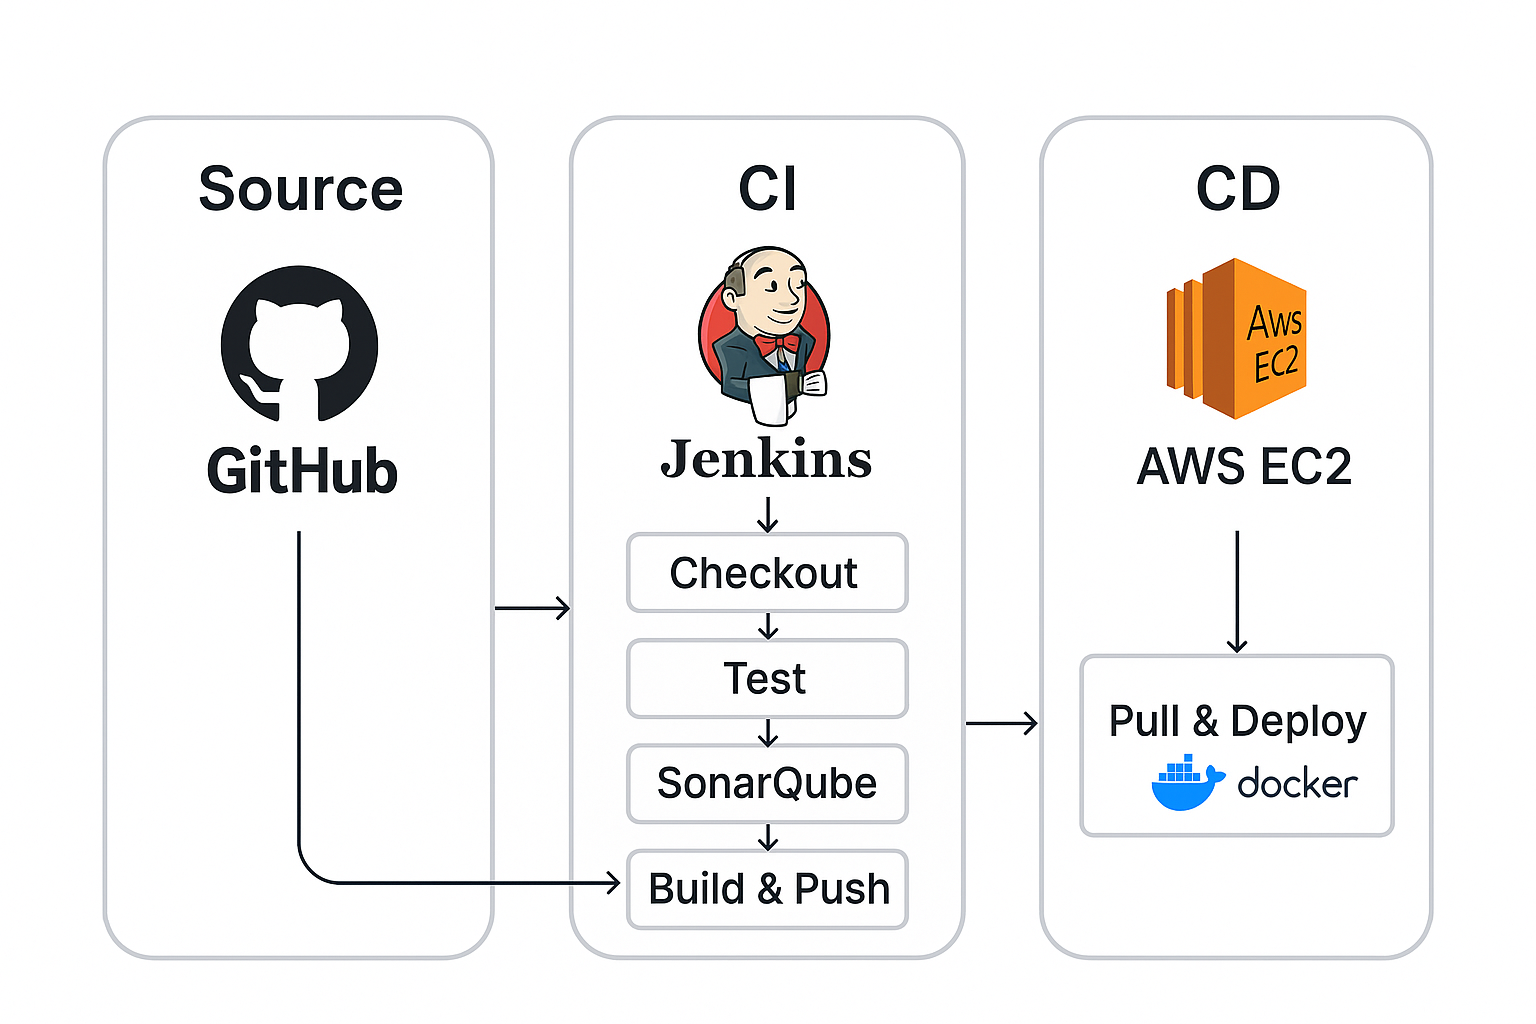 Source
GitHub
CI
Jenkins
Checkout
Test
SonarQube
Build & Push
CD
Aws
EC2
AWS EC2
Pull & Deploy
docker